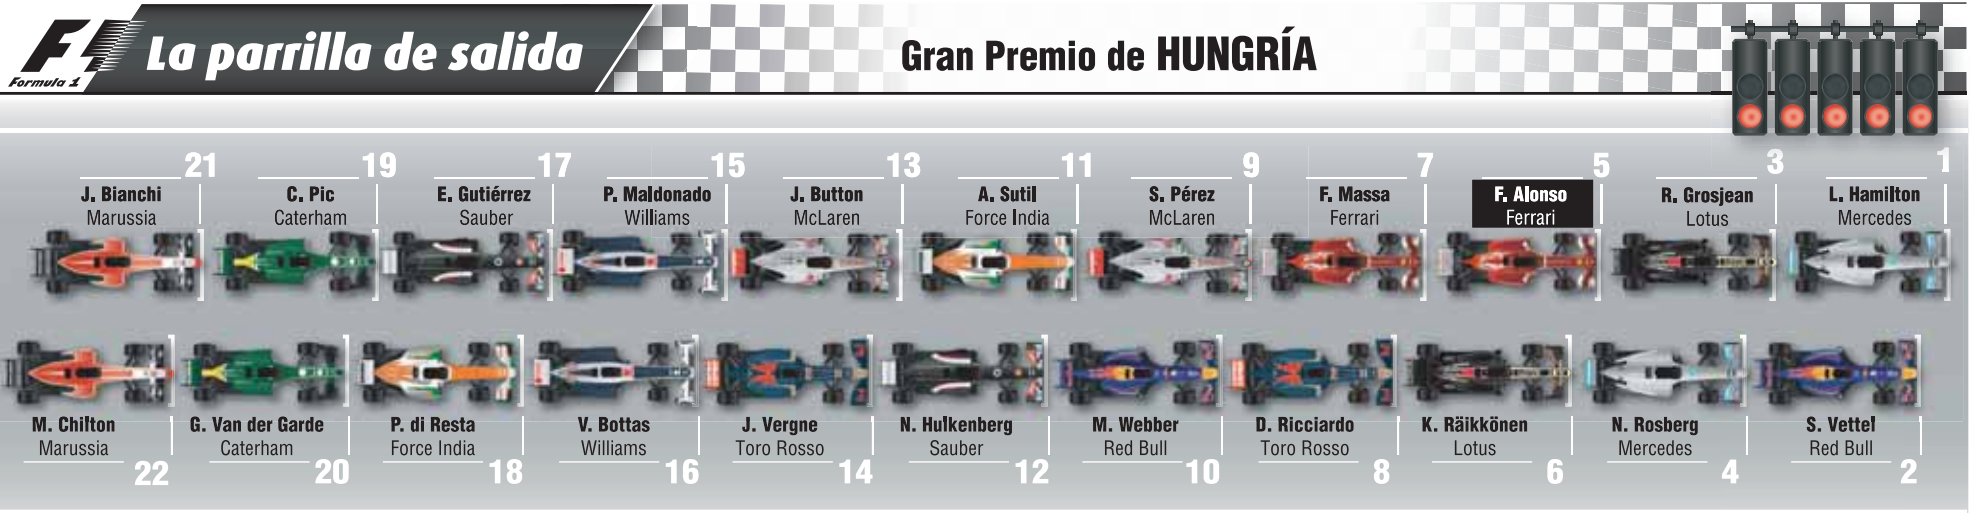 F1
Formula 1
La parrilla de salida
Gran Premio de HUNGRÍA
21
J. Bianchi
Marussia
19
C. Pic
Caterham
17
E. Gutiérrez
Sauber
15
P. Maldonado
Williams
13
J. Button
McLaren
11
A. Sutil
Force India
9
S. Pérez
McLaren
7
F. Massa
Ferrari
5
F. Alonso
Ferrari
3
R. Grosjean
Lotus
1
L. Hamilton
Mercedes
M. Chilton
Marussia
22
G. Van der Garde
Caterham
20
P. di Resta
Force India
18
V. Bottas
Williams
16
J. Vergne
Toro Rosso
14
N. Hulkenberg
Sauber
12
M. Webber
Red Bull
10
D. Ricciardo
Toro Rosso
8
K. Räikkönen
Lotus
6
N. Rosberg
Mercedes
4
S. Vettel
Red Bull
2